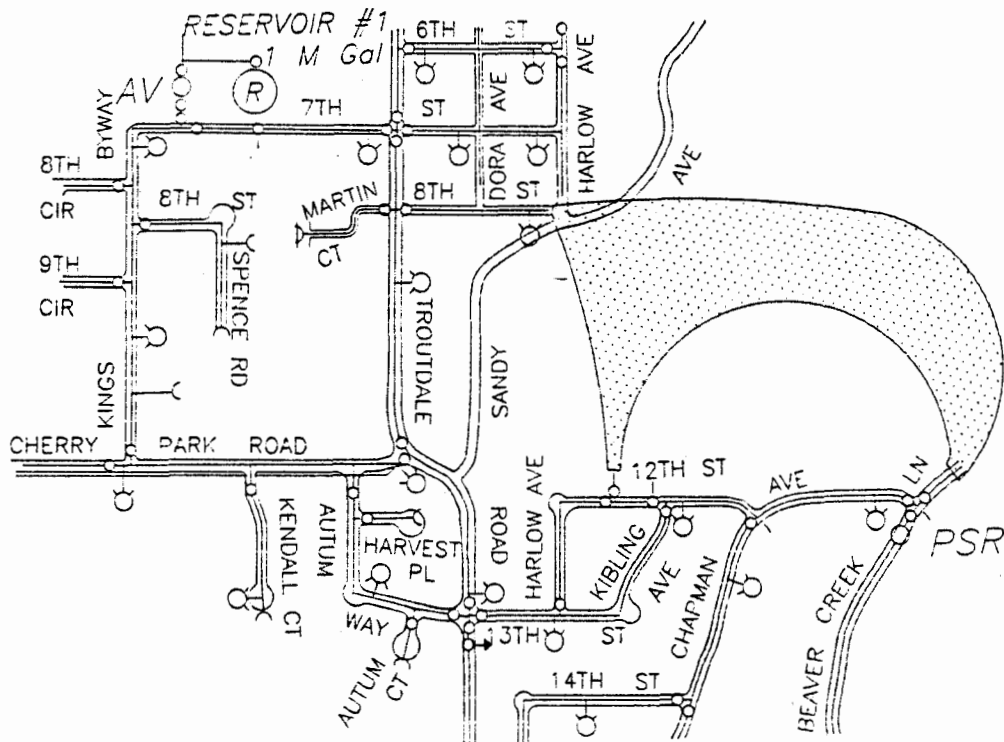 RESERVOIR #1
1 M Gal
6TH ST
AV
R
7TH ST
DORA AVE
HARLOW AVE
AVE
BYWAY
8TH CIR
8TH ST
MARTIN CT
8TH ST
9TH CIR
SPENCE RD
TROUTDALE
SANDY
KINGS
CHERRY PARK ROAD
12TH ST
AVE
LN
KENDALL CT
AUTUM
HARVEST PL
ROAD
HARLOW AVE
KIBLING AVE
CHAPMAN
PSR
CREEK
BEAVER
WAY
13TH ST
AUTUM CT
14TH ST